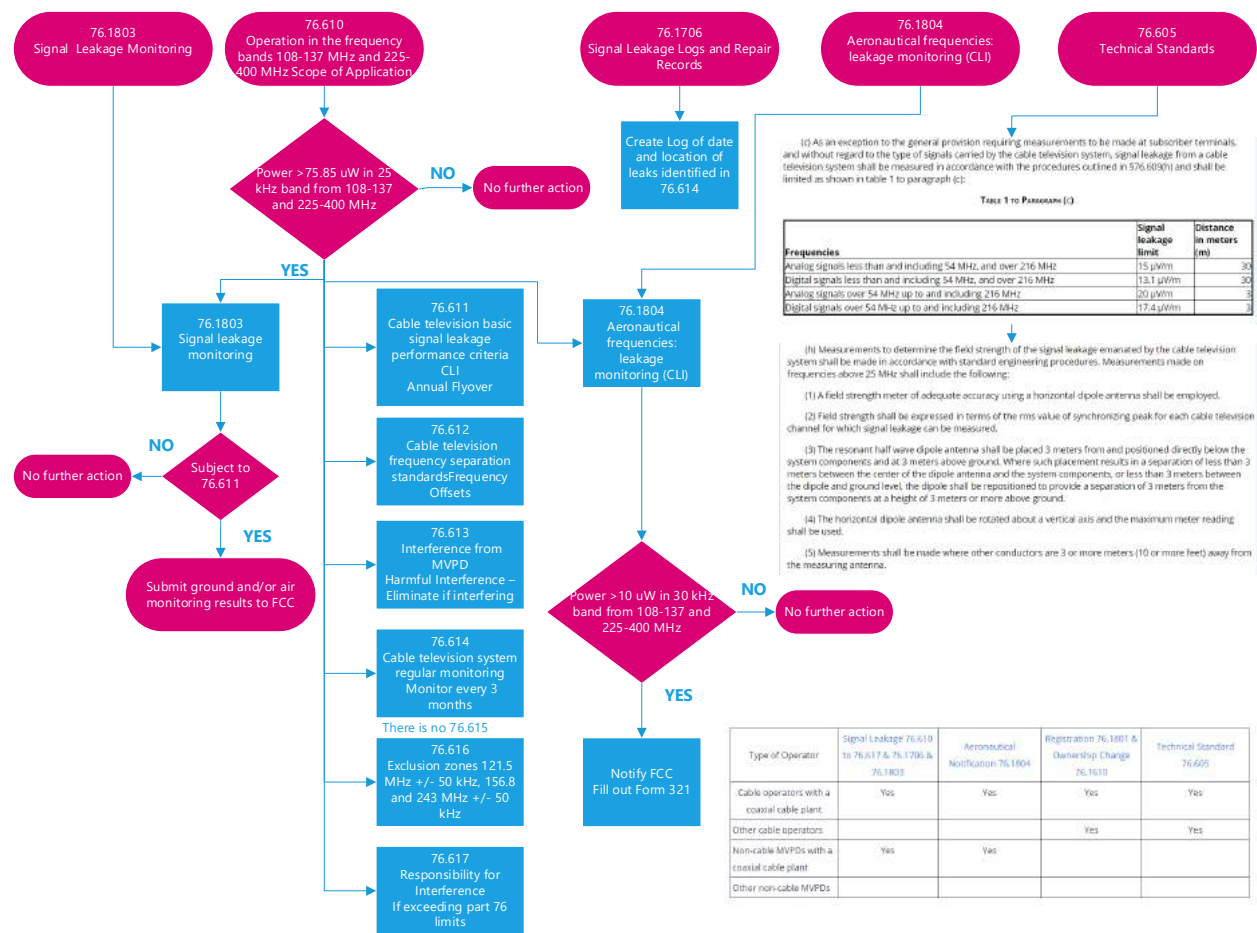 76.1803
Signal  Leakage Monitoring
76.610
Operation in the frequency
bands 108-137 MHz and 225-
400 MHz Scope of Application
76.1706
Signal Leakage Logs and Repair
Records
76.1804
Aeronautical frequencies:
leakage monitoring (CLI)
76.605
Technical Standards
Power >75.85 uW in 25
kHz band from 108-137
and 225-400 MHz
NO
No further action
YES
Create Log of date
and location of
leaks identified in
76.614
(c) As an exception to the general provision requiring measurements to be made at subscriber terminals,
and without regard to the type of signals carried by the cable television system, signal leakage from a cable
television system shall be measured in accordance with the procedures outlined in §76.609(h) and shall be
limited as shown in table 1 to paragraph (c):
TABLE 1 TO PARAGRAPH (C)
Frequencies Signal leakage limit Distance in meters (m)
Analog signals less than and including 54 MHz, and over 216 MHz 15 µV/m 30
Digital signals less than and including 54 MHz, and over 216 MHz 13.1 µV/m 30
Analog signals over 54 MHz up to and including 216 MHz 20 µV/m 3
Digital signals over 54 MHz up to and including 216 MHz 17.4 µV/m 3
(h) Measurements to determine the field strength of the signal leakage emanated by the cable television
system shall be made in accordance with standard engineering procedures. Measurements made on
frequencies above 25 MHz shall include the following:
(1) A field strength meter of adequate accuracy using a horizontal dipole antenna shall be employed.
(2) Field strength shall be expressed in terms of the rms value of synchronizing peak for each cable television
channel for which signal leakage can be measured.
(3) The resonant half wave dipole antenna shall be placed 3 meters from and positioned directly below the
system components and at 3 meters above ground. Where such placement results in a separation of less than 3
meters between the center of the dipole antenna and the system components, or less than 3 meters between
the dipole and ground level, the dipole shall be repositioned to provide a separation of 3 meters from the
system components at a height of 3 meters or more above ground.
(4) The horizontal dipole antenna shall be rotated about a vertical axis and the maximum meter reading
shall be used.
(5) Measurements shall be made where other conductors are 3 or more meters (10 or more feet) away from
the measuring antenna.
76.1803
Signal leakage
monitoring
NO
No further action
Subject to
76.611
YES
Submit ground and/or air
monitoring results to FCC
76.611
Cable television basic
signal leakage
performance criteria
CLI
Annual Flyover
76.612
Cable television
frequency separation
standardsFrequency
Offsets
76.613
Interference from
MVPD
Harmful Interference –
Eliminate if interfering
76.614
Cable television system
regular monitoring
Monitor every 3
months
There is no 76.615
76.616
Exclusion zones 121.5
MHz +/- 50 kHz, 156.8
and 243 MHz +/- 50
kHz
76.617
Responsibility for
Interference
If exceeding part 76
limits
76.1804
Aeronautical
frequencies:
leakage
monitoring (CLI)
Power >10 uW in 30 kHz
band from 108-137 and
225-400 MHz
NO
No further action
YES
Notify FCC
Fill out Form 321
Type of Operator Signal Leakage 76.610 to 76.617 & 76.1706 & 76.1803 Aeronautical Notification 76.1804 Registration 76.1801 & Ownership Change 76.1610 Technical Standard 76.605
Cable operators with a coaxial cable plant Yes Yes Yes Yes
Other cable operators Yes Yes
Non-cable MVPDs with a coaxial cable plant Yes Yes
Other non-cable MVPDs